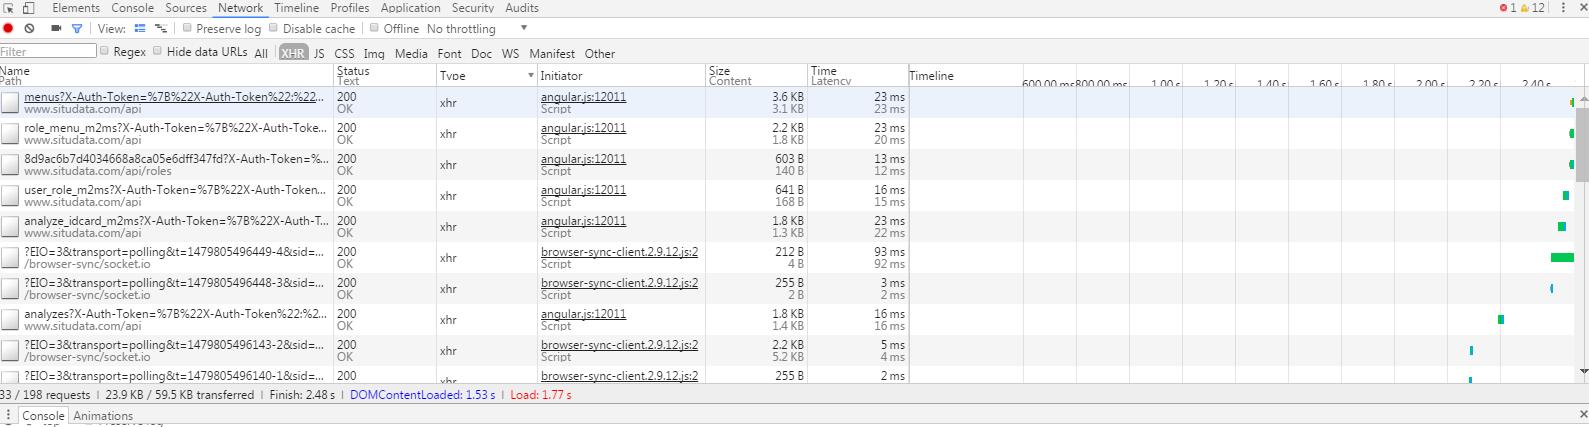 Elements Console Sources Network Timeline Profiles Application Security Audits 1 12
View: Preserve log Disable cache Offline No throttling
Filter Regex Hide data URLs All XHR JS CSS Img Media Font Doc WS Manifest Other
Name Status Type Initiator Size Time Timeline
Path Text Content Latency 600.00 ms 800.00 ms 1.00 s 1.20 s 1.40 s 1.60 s 1.80 s 2.00 s 2.20 s 2.40 s
menus?X-Auth-Token=%7B%22X-Auth-Token%22:%22... 200 xhr angular.js:12011 3.6 KB 23 ms
www.situdata.com/api OK Script 3.1 KB 23 ms
role_menu_m2ms?X-Auth-Token=%7B%22X-Auth-Toke... 200 xhr angular.js:12011 2.2 KB 23 ms
www.situdata.com/api OK Script 1.8 KB 20 ms
8d9ac6b7d4034668a8ca05e6dff347fd?X-Auth-Token=%... 200 xhr angular.js:12011 603 B 13 ms
www.situdata.com/api/roles OK Script 140 B 12 ms
user_role_m2ms?X-Auth-Token=%7B%22X-Auth-Token... 200 xhr angular.js:12011 641 B 16 ms
www.situdata.com/api OK Script 168 B 15 ms
analyze_idcard_m2ms?X-Auth-Token=%7B%22X-Auth-T... 200 xhr angular.js:12011 1.8 KB 23 ms
www.situdata.com/api OK Script 1.3 KB 22 ms
?EIO=3&transport=polling&t=1479805496449-4&sid=... 200 xhr browser-sync-client.2.9.12.js:2 212 B 93 ms
/browser-sync/socket.io OK Script 4 B 92 ms
?EIO=3&transport=polling&t=1479805496448-3&sid=... 200 xhr browser-sync-client.2.9.12.js:2 255 B 3 ms
/browser-sync/socket.io OK Script 2 B 2 ms
analyzes?X-Auth-Token=%7B%22X-Auth-Token%22:%2... 200 xhr angular.js:12011 1.8 KB 16 ms
www.situdata.com/api OK Script 1.4 KB 16 ms
?EIO=3&transport=polling&t=1479805496143-2&sid=... 200 xhr browser-sync-client.2.9.12.js:2 2.2 KB 5 ms
/browser-sync/socket.io OK Script 5.2 KB 4 ms
?EIO=3&transport=polling&t=1479805496140-1&sid=... 200 xhr browser-sync-client.2.9.12.js:2 255 B 2 ms
33 / 198 requests | 23.9 KB / 59.5 KB transferred | Finish: 2.48 s | DOMContentLoaded: 1.53 s | Load: 1.77 s
Console Animations